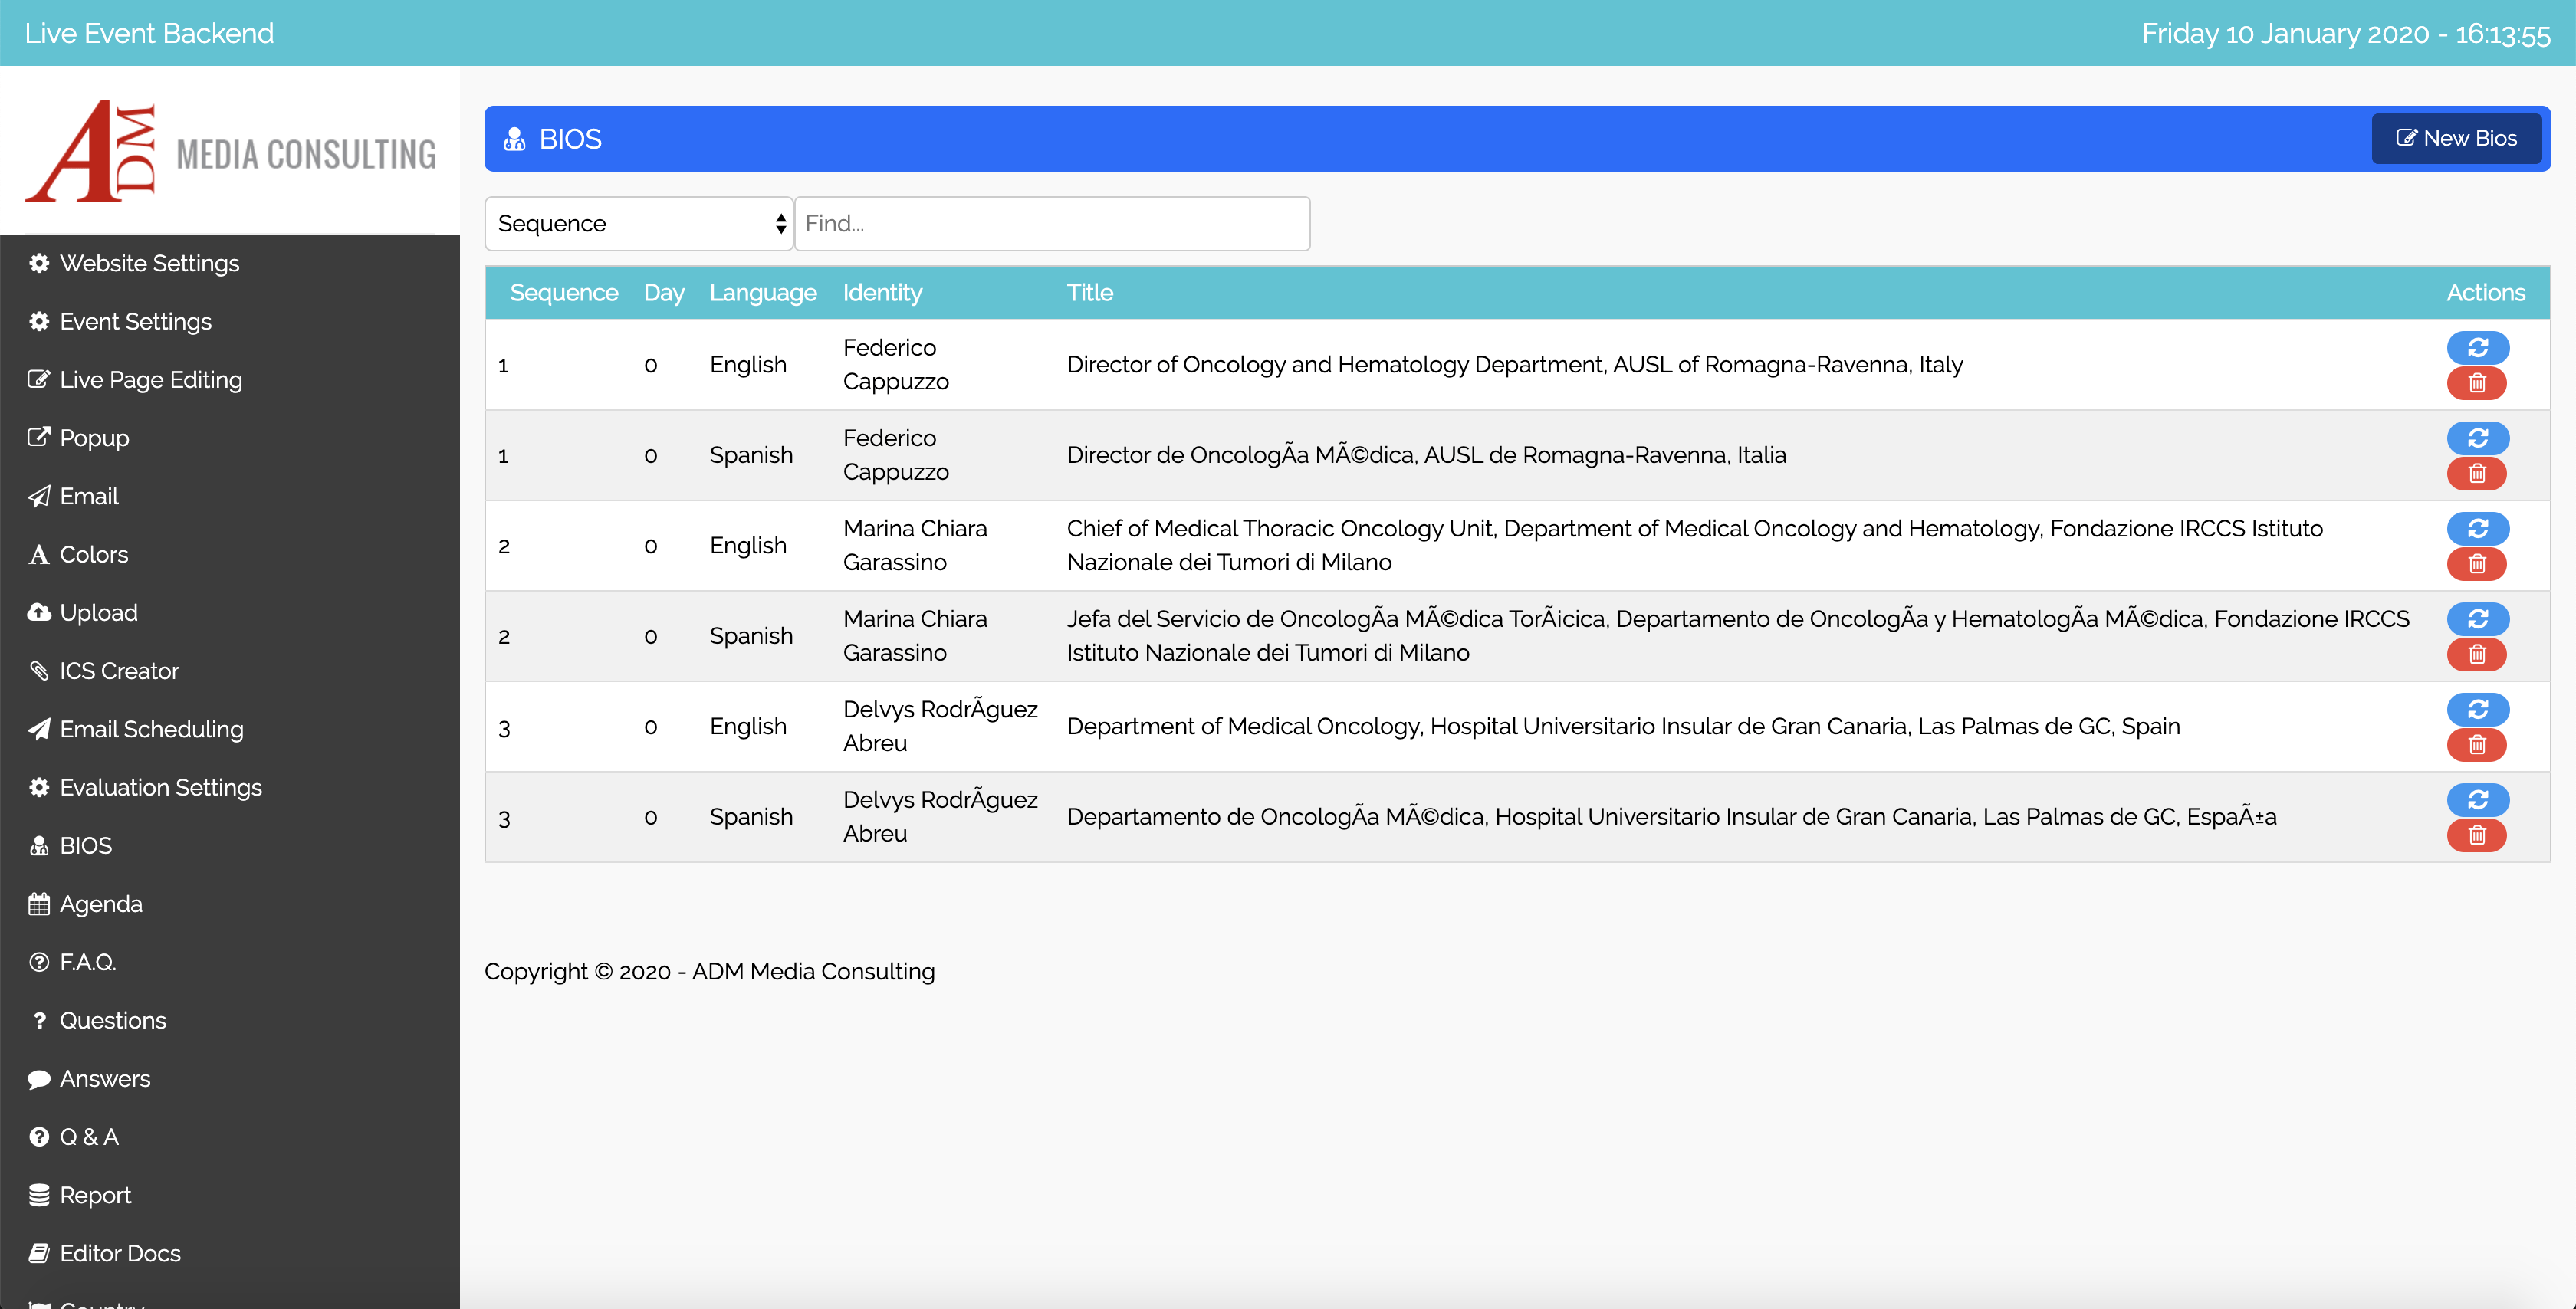 Live Event Backend
Friday 10 January 2020 - 16:13:55
ADM MEDIA CONSULTING
Website Settings
Event Settings
Live Page Editing
Popup
Email
Colors
Upload
ICS Creator
Email Scheduling
Evaluation Settings
BIOS
Agenda
F.A.Q.
Questions
Answers
Q & A
Report
Editor Docs
Country
BIOS
New Bios
Sequence
Find...
Sequence Day Language Identity Title Actions
1 0 English Federico Cappuzzo Director of Oncology and Hematology Department, AUSL of Romagna-Ravenna, Italy
1 0 Spanish Federico Cappuzzo Director de OncologÃa MÃ©dica, AUSL de Romagna-Ravenna, Italia
2 0 English Marina Chiara Garassino Chief of Medical Thoracic Oncology Unit, Department of Medical Oncology and Hematology, Fondazione IRCCS Istituto
Nazionale dei Tumori di Milano
2 0 Spanish Marina Chiara Garassino Jefa del Servicio de OncologÃa MÃ©dica TorÃicica, Departamento de OncologÃa y HematologÃa MÃ©dica, Fondazione IRCCS
Istituto Nazionale dei Tumori di Milano
3 0 English Delvys RodrÃguez Abreu Department of Medical Oncology, Hospital Universitario Insular de Gran Canaria, Las Palmas de GC, Spain
3 0 Spanish Delvys RodrÃguez Abreu Departamento de OncologÃa MÃ©dica, Hospital Universitario Insular de Gran Canaria, Las Palmas de GC, EspaÃ±a
Copyright © 2020 - ADM Media Consulting